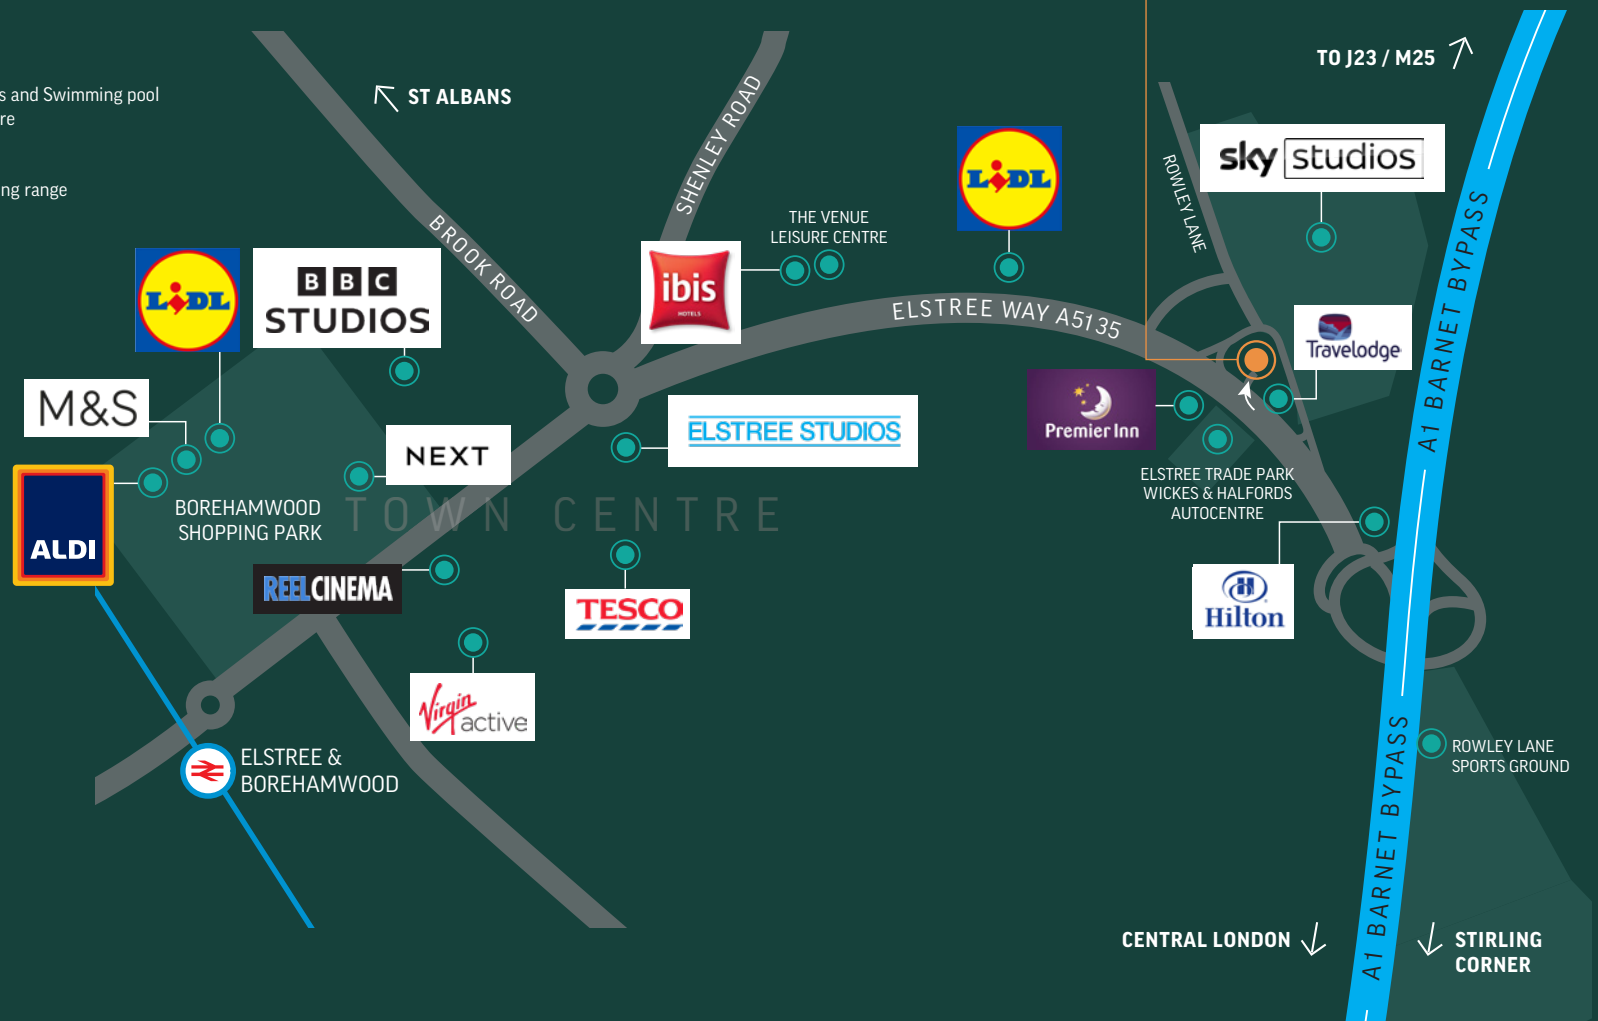 s and Swimming pool
re
ng range
ST ALBANS
TO J23 / M25
SHENLEY ROAD
BROOK ROAD
ROWLEY LANE
sky studios
LIDL
THE VENUE
LEISURE CENTRE
LIDL
BBC
STUDIOS
ibis
HOTELS
ELSTREE WAY A5135
Travelodge
A1 BARNET BYPASS
M&S
Premier Inn
ELSTREE STUDIOS
NEXT
ELSTREE TRADE PARK
WICKES & HALFORDS
AUTOCENTRE
BOREHAMWOOD
SHOPPING PARK
TOWN CENTRE
ALDI
REEL CINEMA
TESCO
H
Hilton
Virgin
active
ELSTREE &
BOREHAMWOOD
ROWLEY LANE
SPORTS GROUND
A1 BARNET BYPASS
CENTRAL LONDON
STIRLING
CORNER